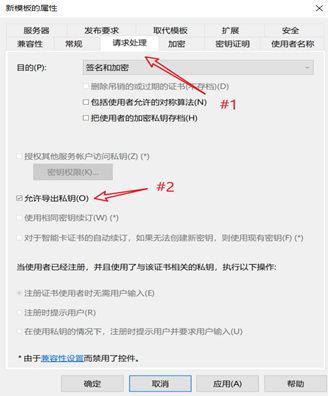 新模板的属性
服务器 发布要求 取代模板 扩展 安全
兼容性 常规 请求处理 加密 密钥证明 使用者名称
目的(P): 签名和加密
删除吊销的或过期的证书(不存档)(D)
包括使用者允许的对称算法(N)
#1
把使用者的加密私钥存档(H)
授权其他服务帐户访问私钥(Z) (*)
密钥权限(K)...
#2
允许导出私钥(O)
使用相同密钥续订(W) (*)
对于智能卡证书的自动续订，如果无法创建新密钥，则使用现有密钥(F) (*)
当使用者已经注册，并且使用了与该证书相关的私钥，执行以下操作:
注册证书使用者时无需用户输入(E)
注册时提示用户(R)
在使用私钥的情况下，注册时提示用户并要求用户输入(U)
* 由于兼容性设置而禁用了控件。
确定 取消 应用(A) 帮助